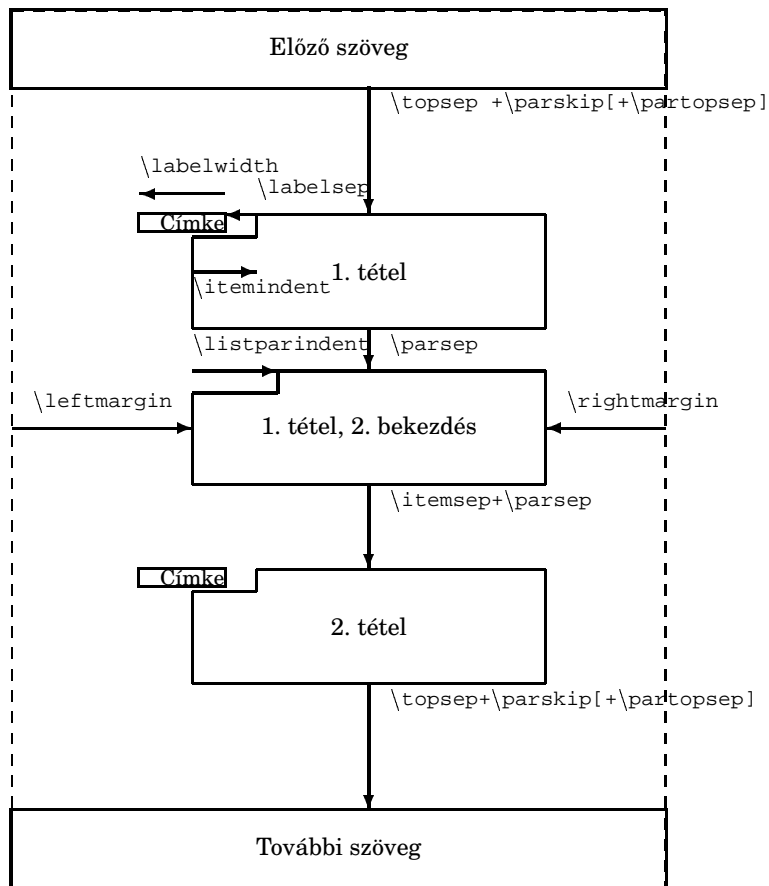 Előző szöveg
\topsep +\parskip[+\partopsep]
\labelwidth
\labelsep
Címke
1. tétel
\itemindent
\listparindent
\parsep
\leftmargin
\rightmargin
1. tétel, 2. bekezdés
\itemsep+\parsep
Címke
2. tétel
\topsep+\parskip[+\partopsep]
További szöveg